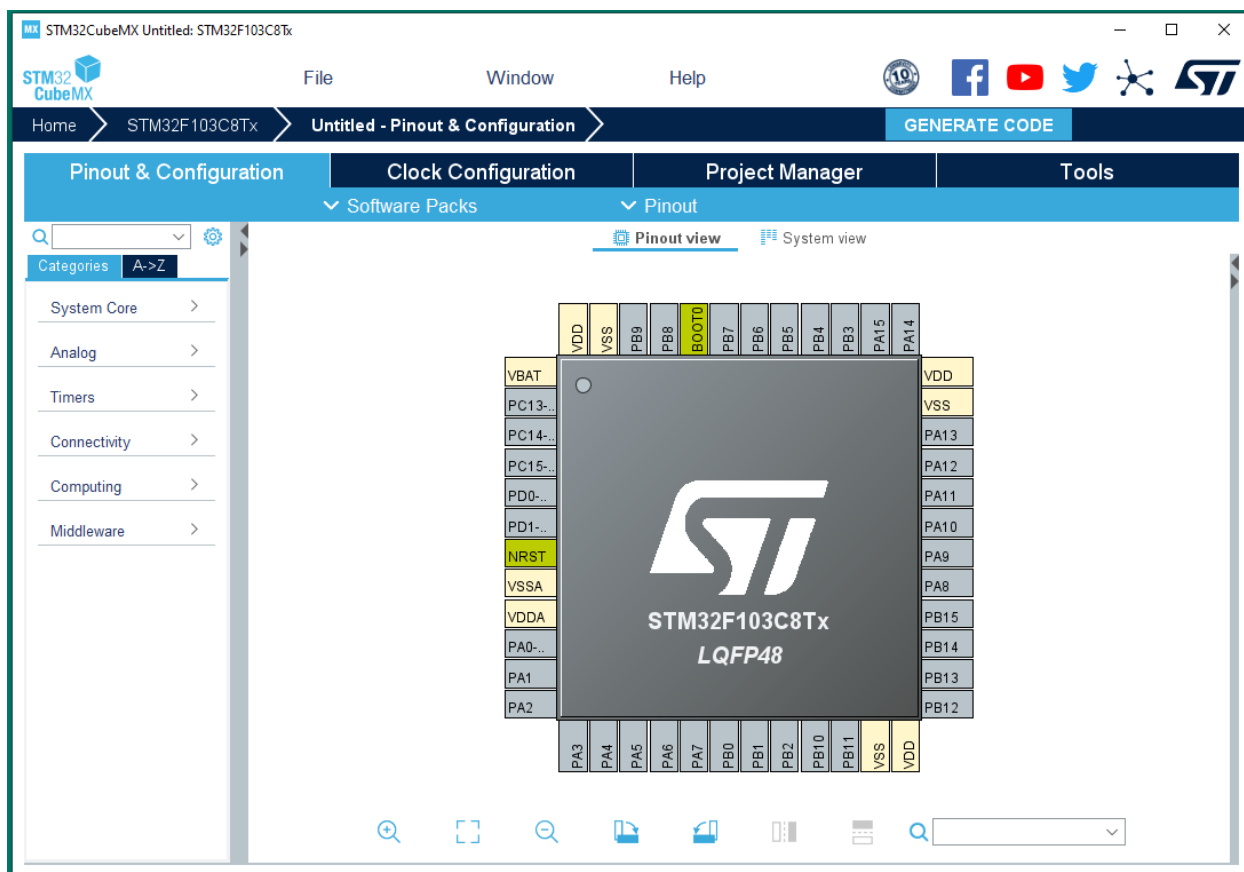 MX STM32CubeMX Untitled: STM32F103C8Tx
STM32
CubeMX
File Window Help
10
Home STM32F103C8Tx Untitled - Pinout & Configuration GENERATE CODE
Pinout & Configuration Clock Configuration Project Manager Tools
Software Packs Pinout
Pinout view System view
Categories A->Z
System Core
Analog
Timers
Connectivity
Computing
Middleware
VDD VSS PB9 PB8 BOOT0 PB7 PB6 PB5 PB4 PB3 PA15 PA14
VBAT
PC13-..
PC14-..
PC15-..
PD0-..
PD1-..
NRST
VSSA
VDDA
PA0-..
PA1
PA2
STM32F103C8Tx
LQFP48
VDD
VSS
PA13
PA12
PA11
PA10
PA9
PA8
PB15
PB14
PB13
PB12
PA3 PA4 PA5 PA6 PA7 PB0 PB1 PB2 PB10 PB11 VSS VDD